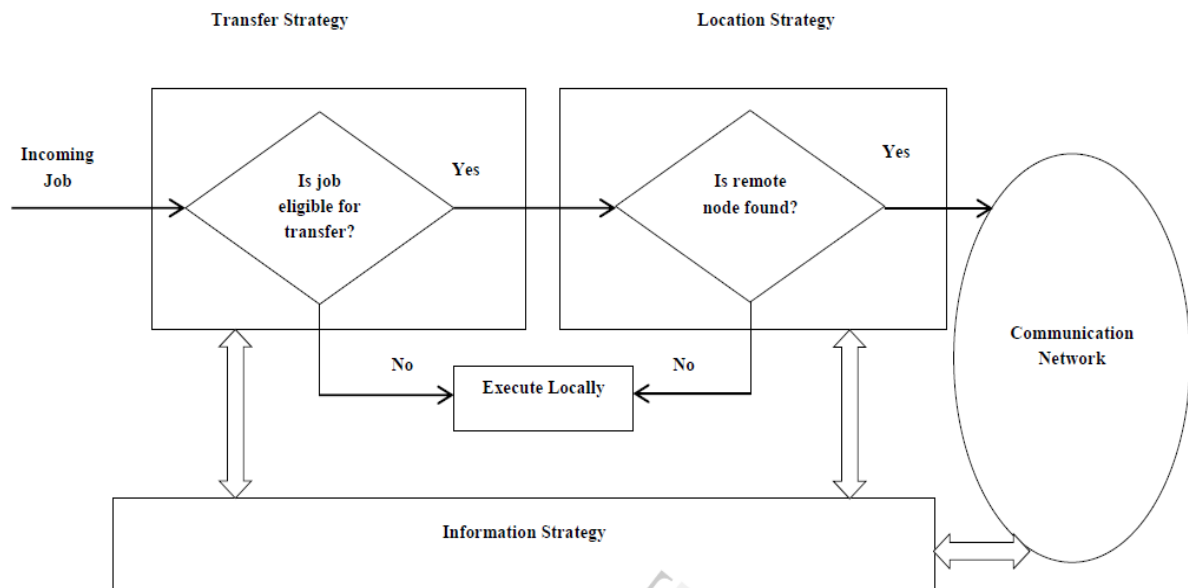 Transfer Strategy
Location Strategy
Incoming
Job
Is job
eligible for
transfer?
Yes
Is remote
node found?
Yes
Communication
Network
No
Execute Locally
No
Information Strategy